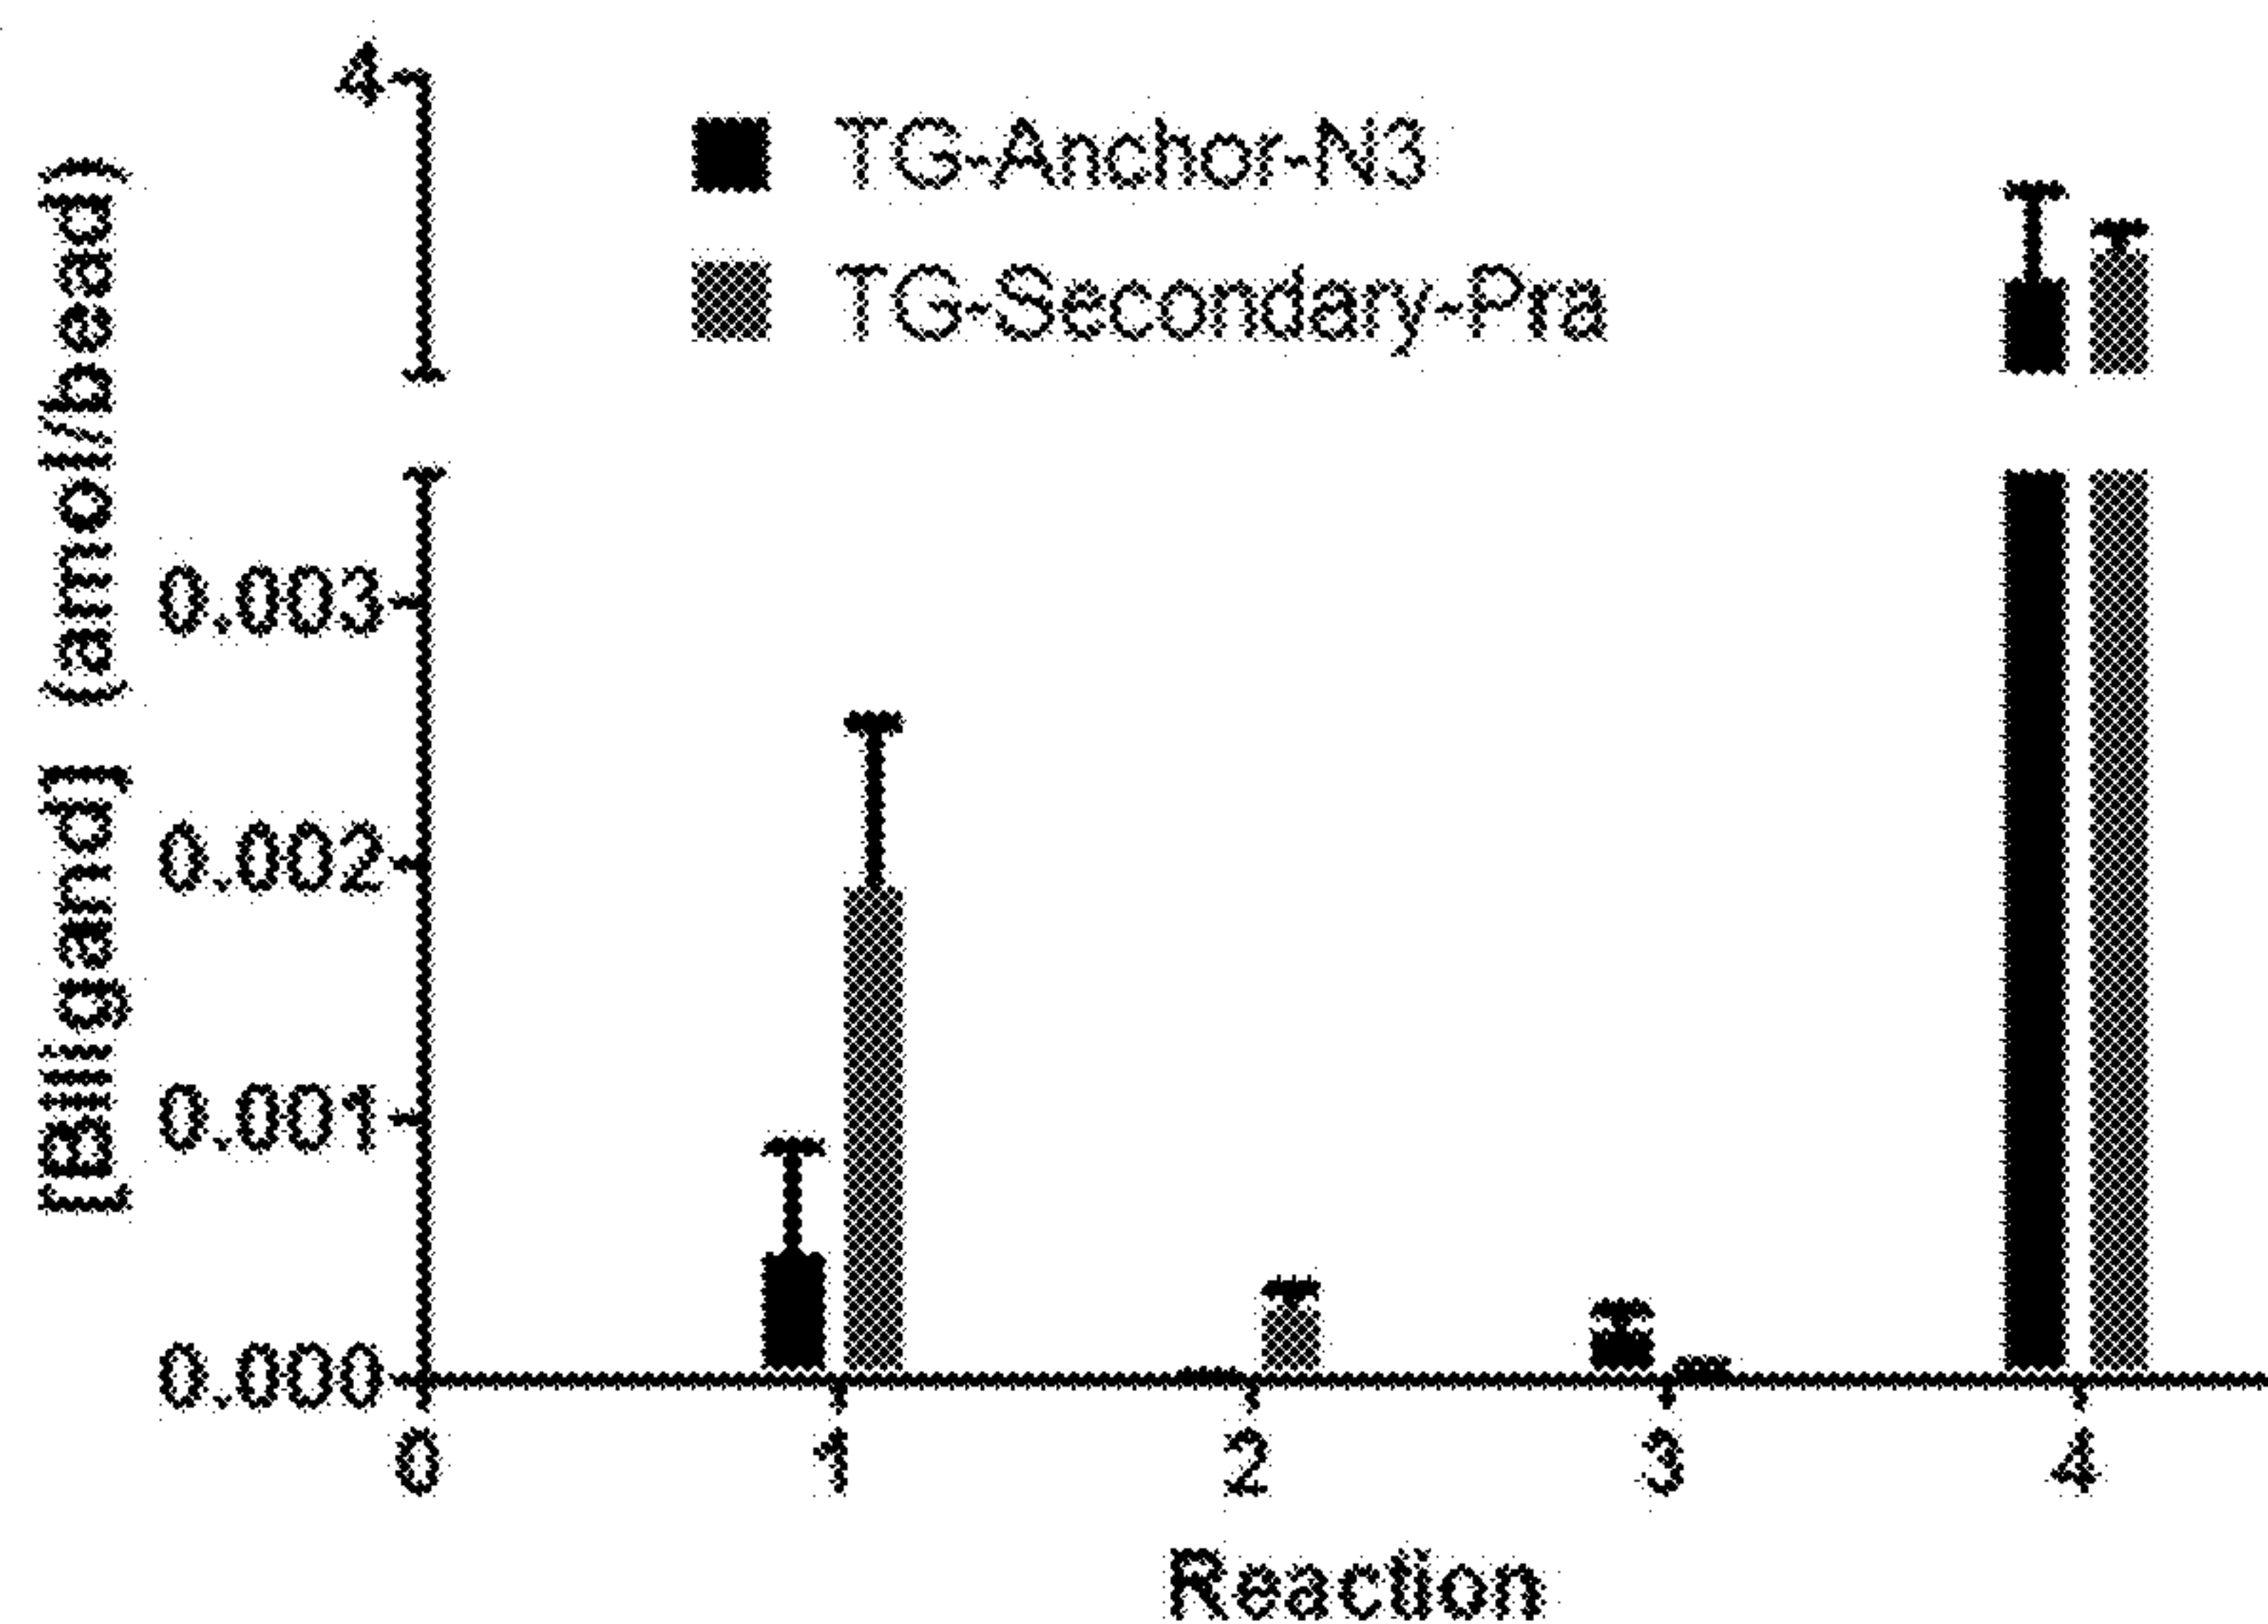 [Biligand] (amol/bead)
4
0.003
0.002
0.001
0.000
TG-Anchor-N3
TG-Secondary-Pra
0 1 2 3 4
Reaction